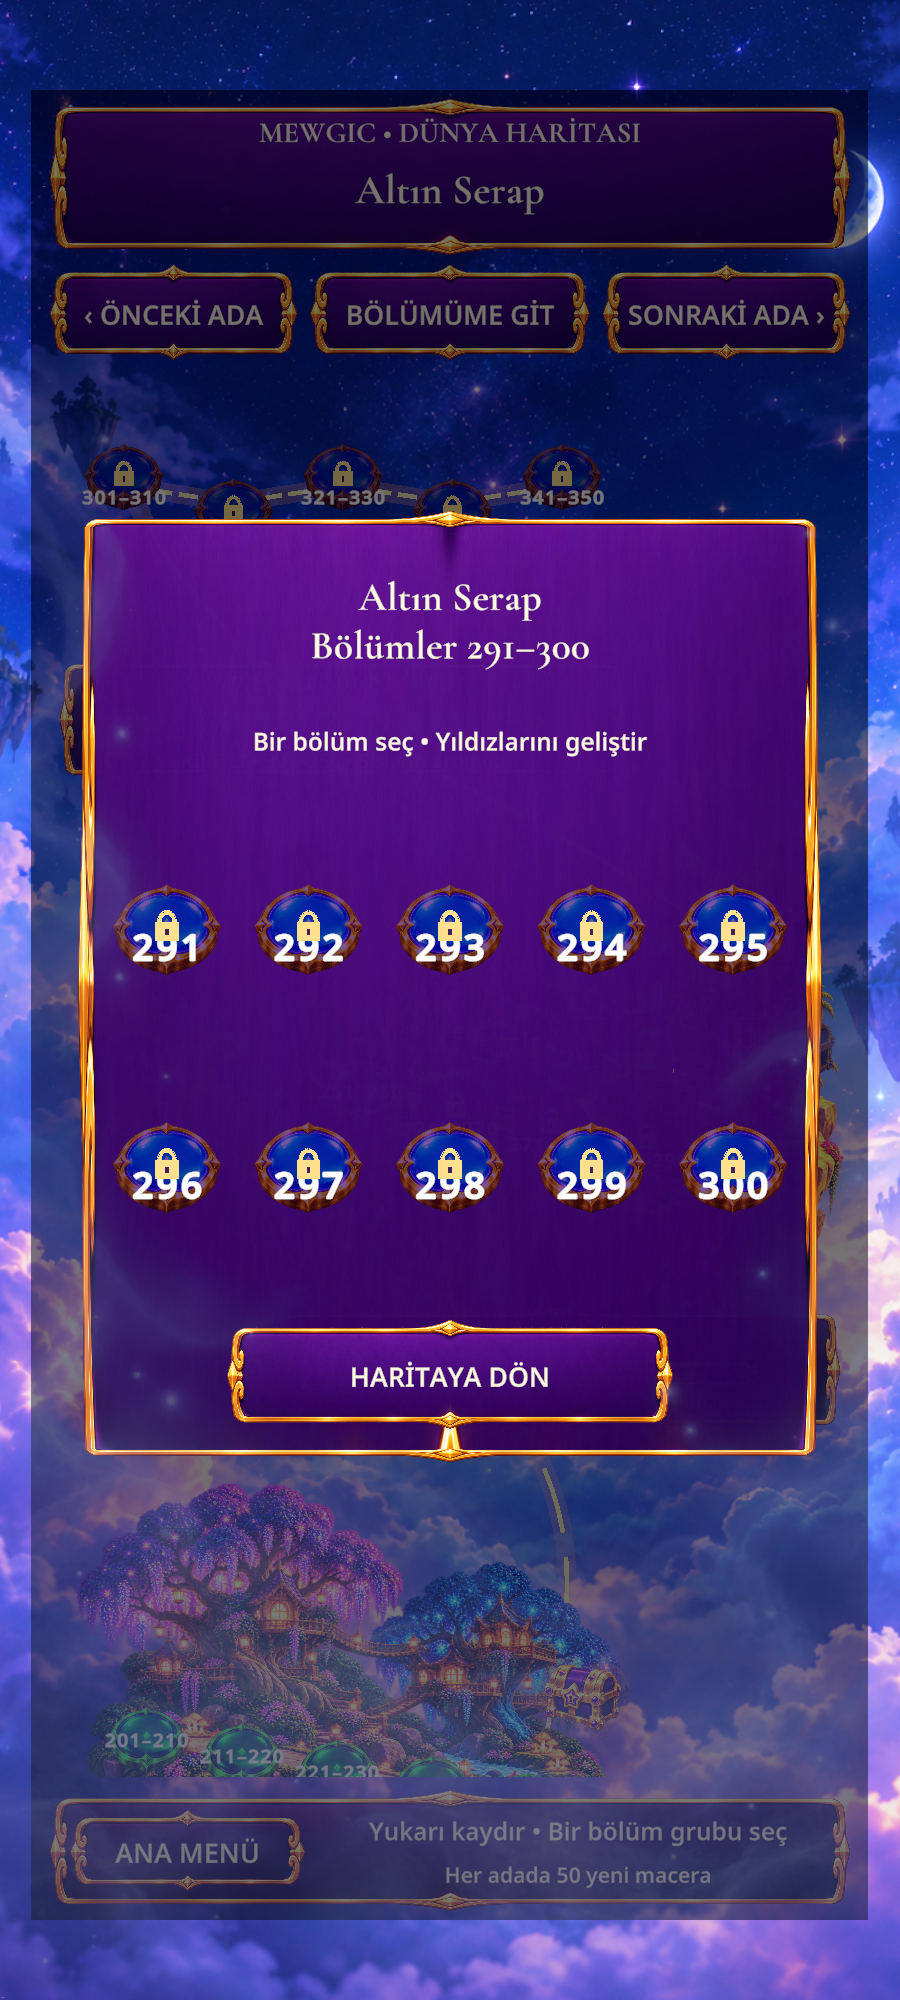 MEWGIC • DÜNYA HARİTASI
Altın Serap
‹ ÖNCEKİ ADA
BÖLÜMÜME GİT
SONRAKİ ADA ›
301–310
321–330
341–350
Altın Serap
Bölümler 291–300
Bir bölüm seç • Yıldızlarını geliştir
291
292
293
294
295
296
297
298
299
300
HARİTAYA DÖN
201–210
211–220
221–230
ANA MENÜ
Yukarı kaydır • Bir bölüm grubu seç
Her adada 50 yeni macera